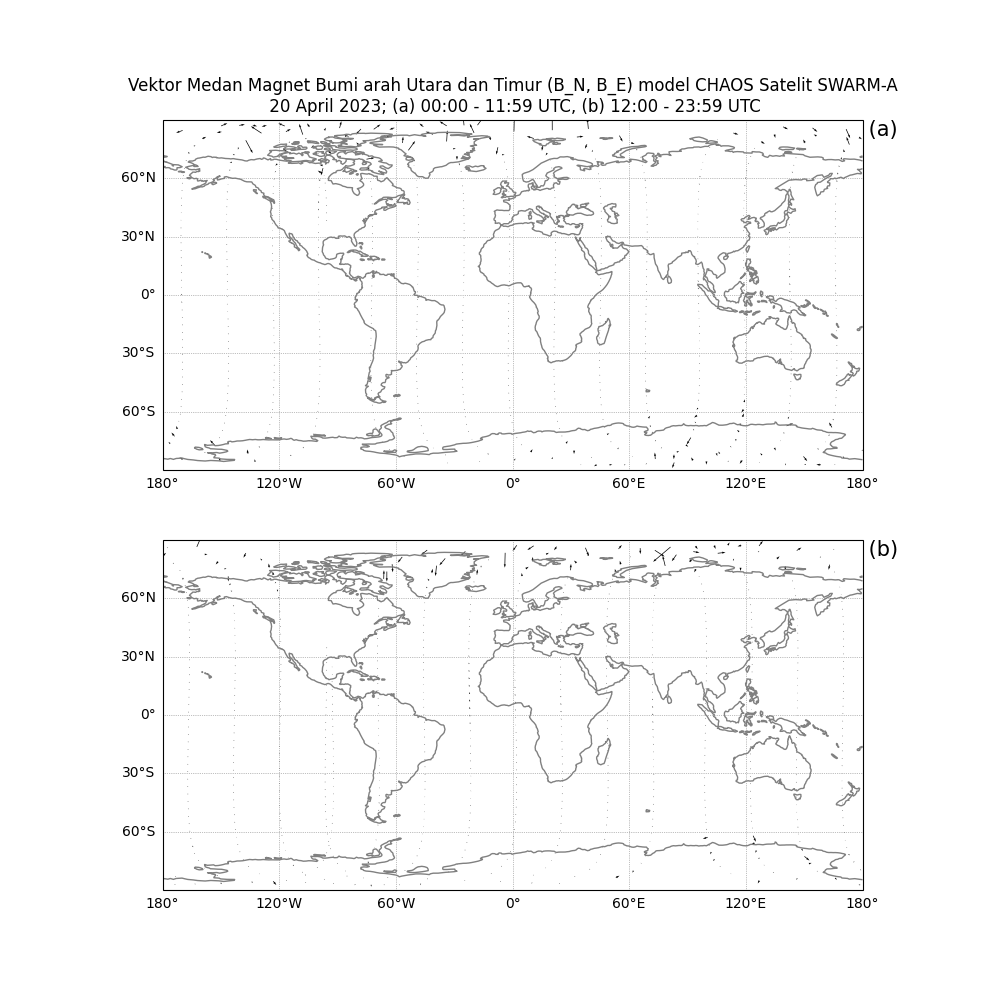 Vektor Medan Magnet Bumi arah Utara dan Timur (B_N, B_E) model CHAOS Satelit SWARM-A
20 April 2023; (a) 00:00 - 11:59 UTC, (b) 12:00 - 23:59 UTC
(a)
60°N
30°N
0°
30°S
60°S
180° 120°W 60°W 0° 60°E 120°E 180°
(b)
60°N
30°N
0°
30°S
60°S
180° 120°W 60°W 0° 60°E 120°E 180°